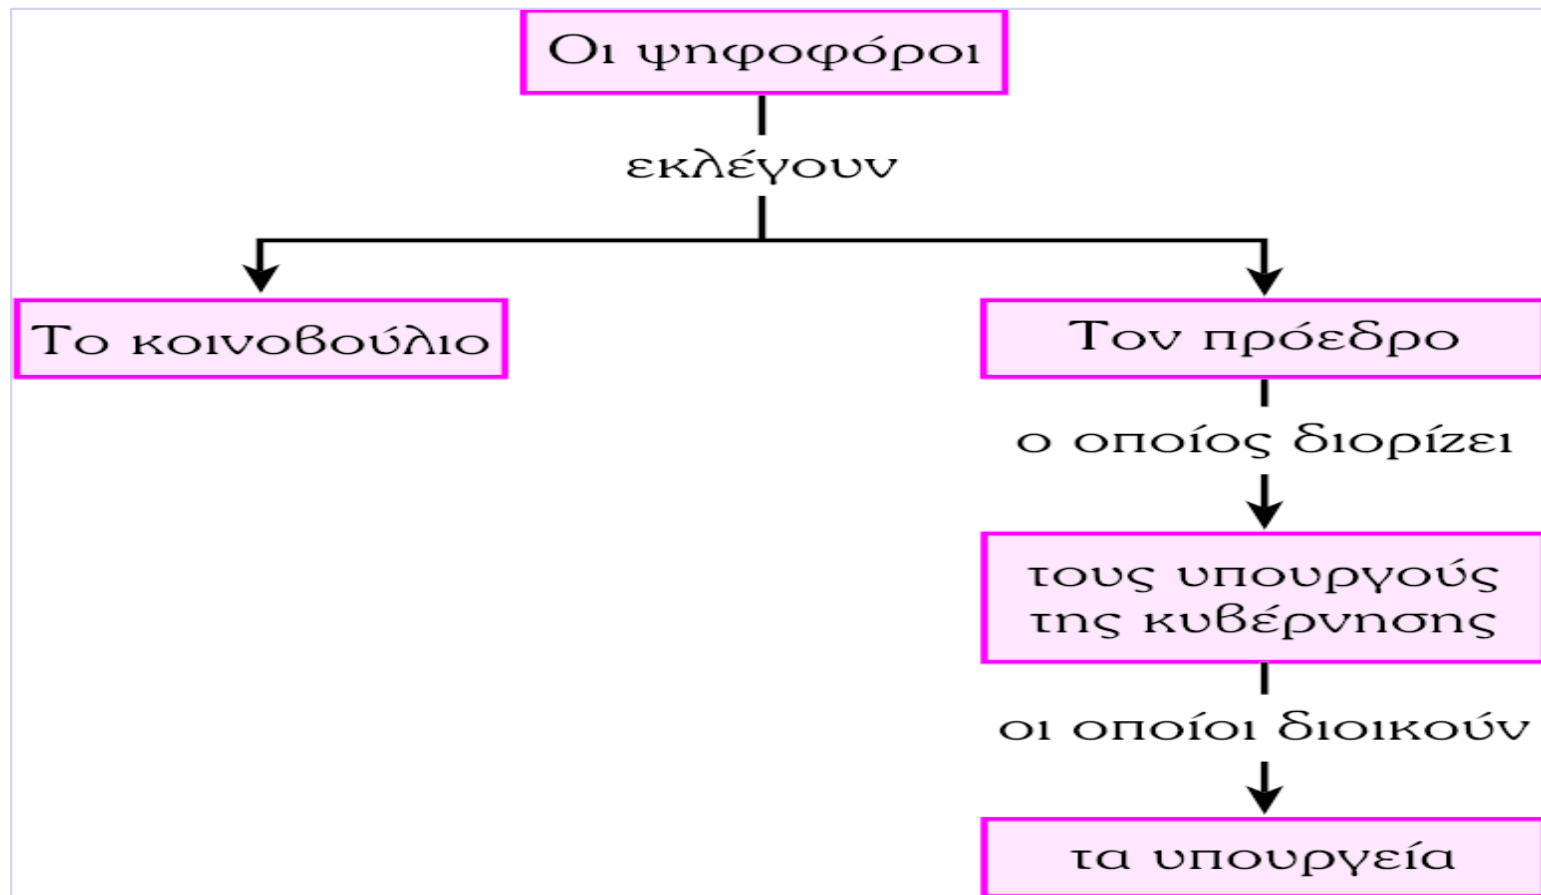 Οι ψηφοφόροι
εκλέγουν
Το κοινοβούλιο
Τον πρόεδρο
ο οποίος διορίζει
τους υπουργούς
της κυβέρνησης
οι οποίοι διοικούν
τα υπουργεία